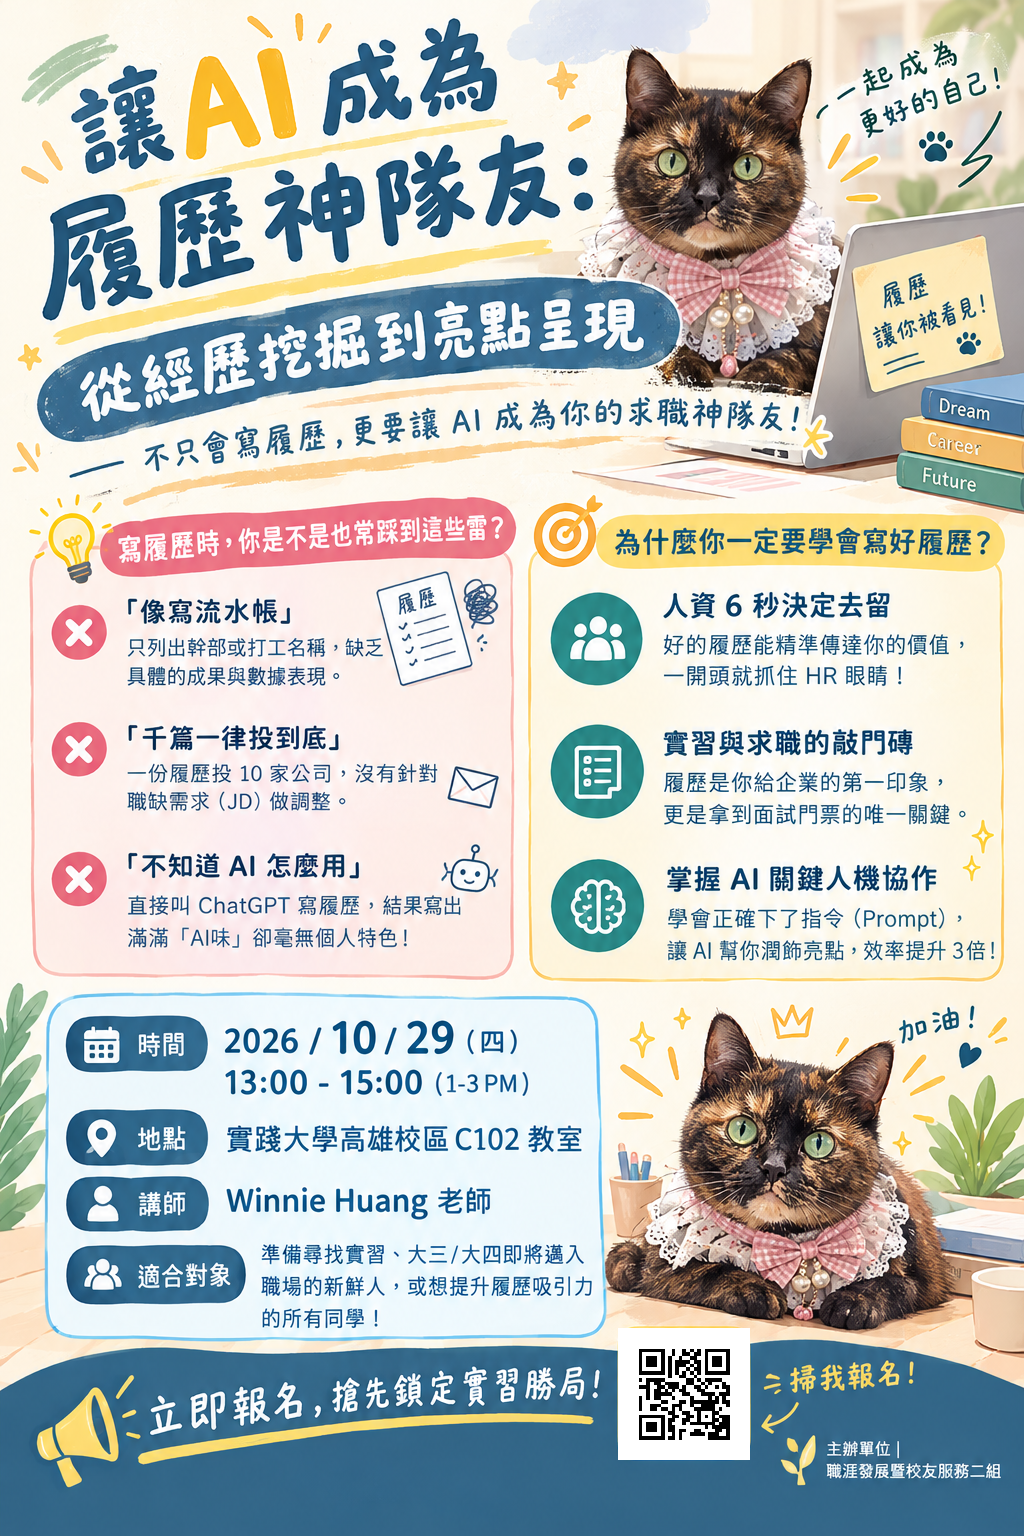 讓AI成為
履歷神隊友:
一起成為
更好的自己!
從經歷挖掘到亮點呈現
不只會寫履歷,更要讓 AI 成為你的求職神隊友!
履歷
讓你被看見!
Dream
Career
Future
寫履歷時,你是不是也常踩到這些雷?
「像寫流水帳」
只列出幹部或打工名稱,缺乏
具體的成果與數據表現。
履歷
「千篇一律投到底」
一份履歷投 10 家公司,沒有針對
職缺需求(JD)做調整。
「不知道 AI 怎麼用」
直接叫 ChatGPT 寫履歷,結果寫出
滿滿「AI味」卻毫無個人特色!
為什麼你一定要學會寫好履歷?
人資 6 秒決定去留
好的履歷能精準傳達你的價值,
一開頭就抓住 HR 眼睛!
實習與求職的敲門磚
履歷是你給企業的第一印象,
更是拿到面試門票的唯一關鍵。
掌握 AI 關鍵人機協作
學會正確下了指令(Prompt),
讓 AI 幫你潤飾亮點,效率提升 3倍!
時間
2026 / 10 / 29(四)
13:00 - 15:00(1-3 PM)
地點
實踐大學高雄校區 C102 教室
講師
Winnie Huang 老師
適合對象
準備尋找實習、大三/大四即將邁入
職場的新鮮人,或想提升履歷吸引力
的所有同學!
加油!
立即報名,搶先鎖定實習勝局!
掃我報名!
主辦單位|
職涯發展暨校友服務二組